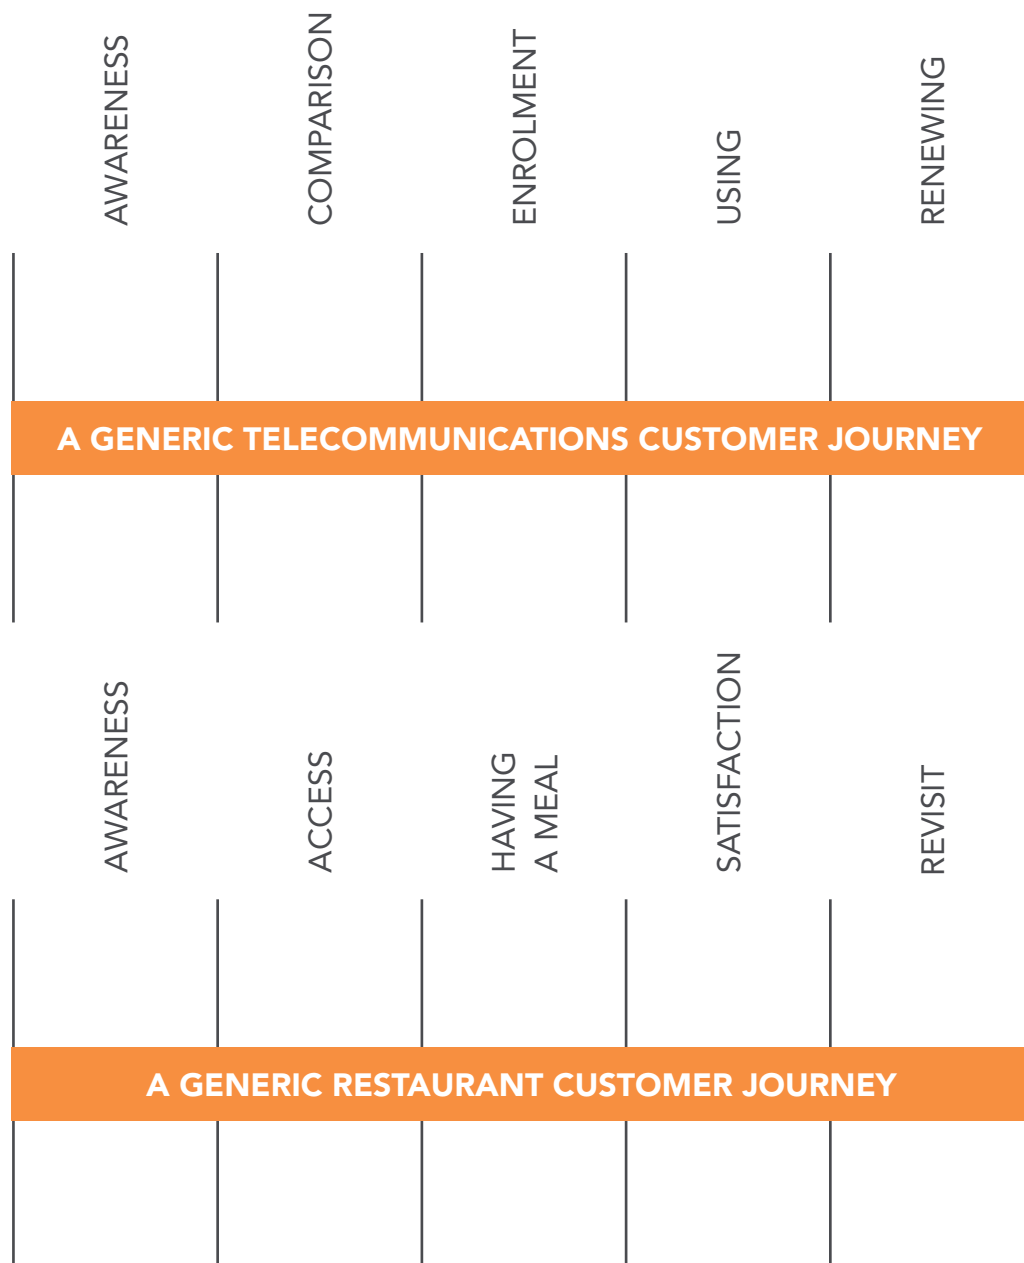 AWARENESS
COMPARISON
ENROLMENT
USING
RENEWING
A GENERIC TELECOMMUNICATIONS CUSTOMER JOURNEY
AWARENESS
ACCESS
HAVING
A MEAL
SATISFACTION
REVISIT
A GENERIC RESTAURANT CUSTOMER JOURNEY